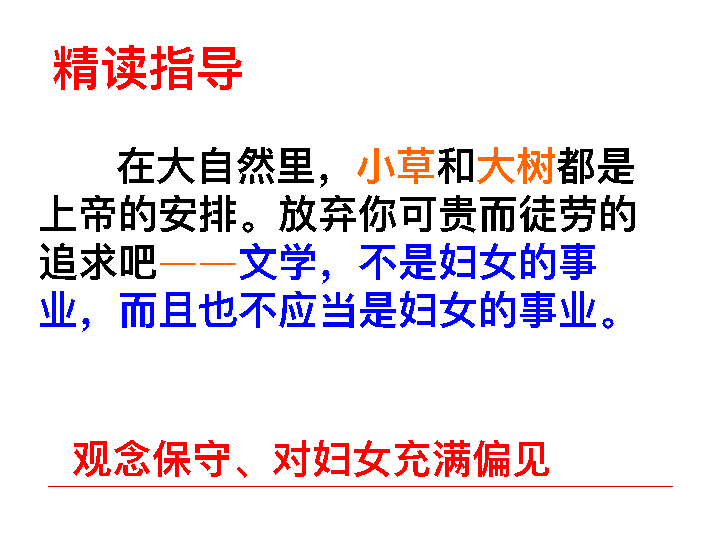 精读指导
在大自然里，小草和大树都是
上帝的安排。放弃你可贵而徒劳的
追求吧——文学，不是妇女的事
业，而且也不应当是妇女的事业。
观念保守、对妇女充满偏见